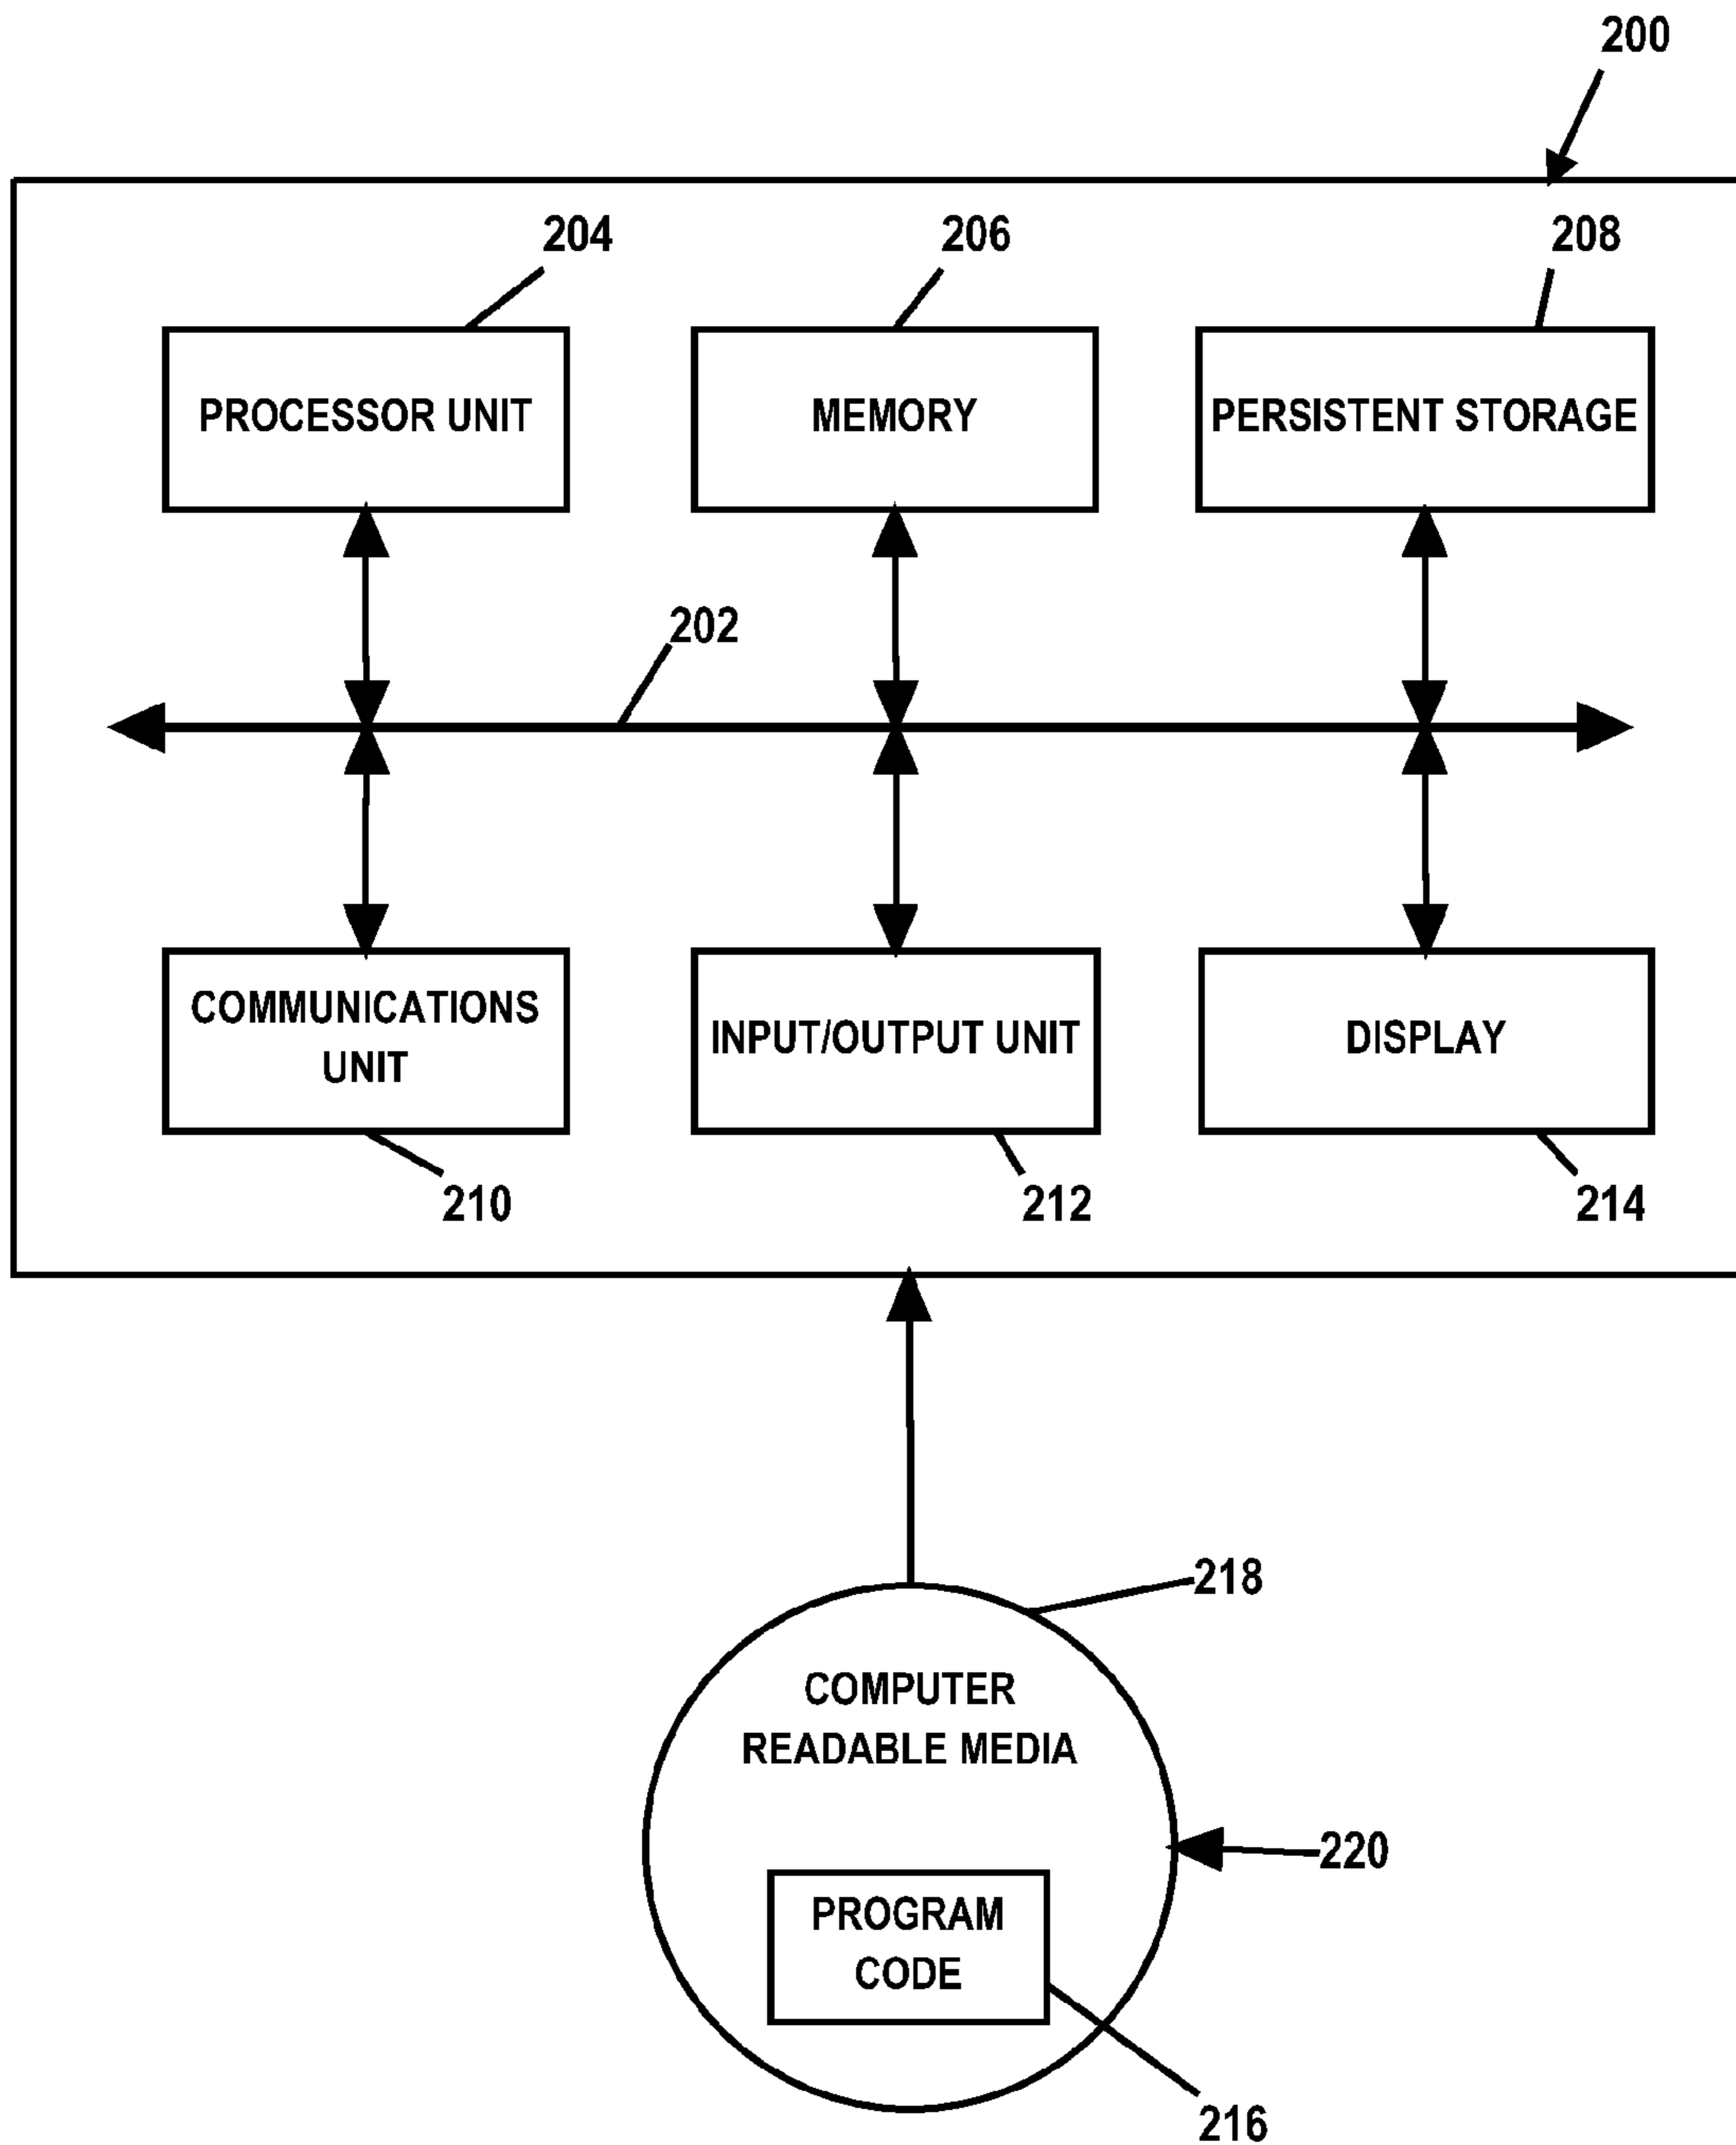 200
204
206
208
PROCESSOR UNIT
MEMORY
PERSISTENT STORAGE
202
COMMUNICATIONS
UNIT
INPUT/OUTPUT UNIT
DISPLAY
210
212
214
218
COMPUTER
READABLE MEDIA
220
PROGRAM
CODE
216